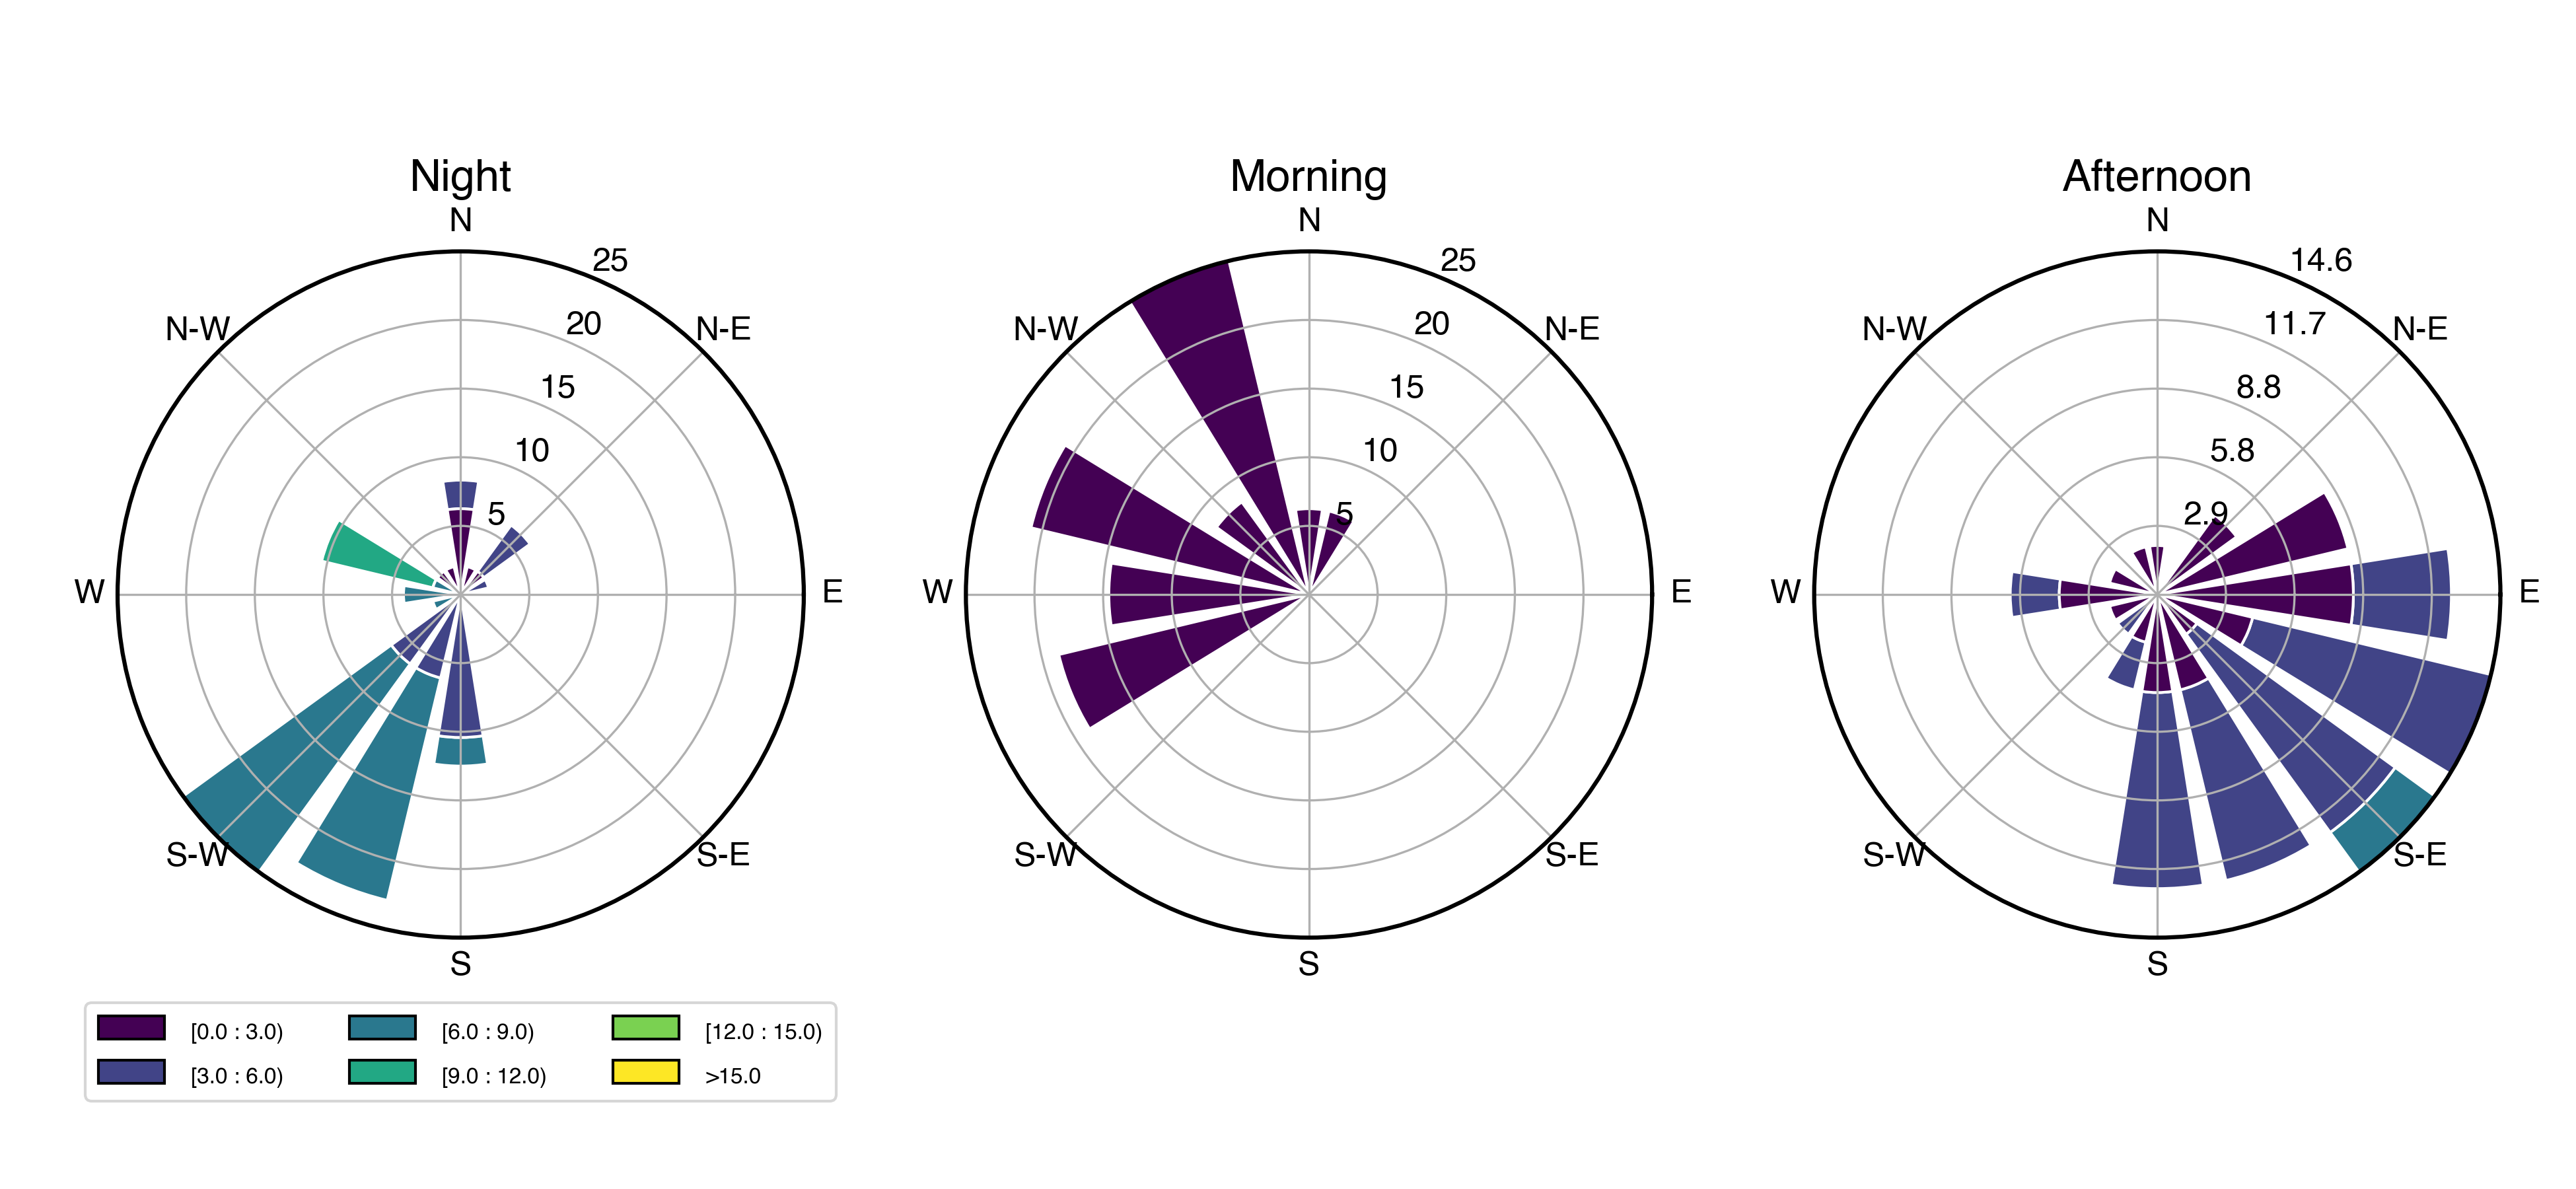 Night
N
25
N-W
N-E
20
15
10
5
W
E
S-W
S-E
S
Morning
N
25
N-W
N-E
20
15
10
5
W
E
S-W
S-E
S
Afternoon
N
14.6
N-W
N-E
11.7
8.8
5.8
2.9
W
E
S-W
S-E
S
[0.0 : 3.0)
[3.0 : 6.0)
[6.0 : 9.0)
[9.0 : 12.0)
[12.0 : 15.0)
>15.0